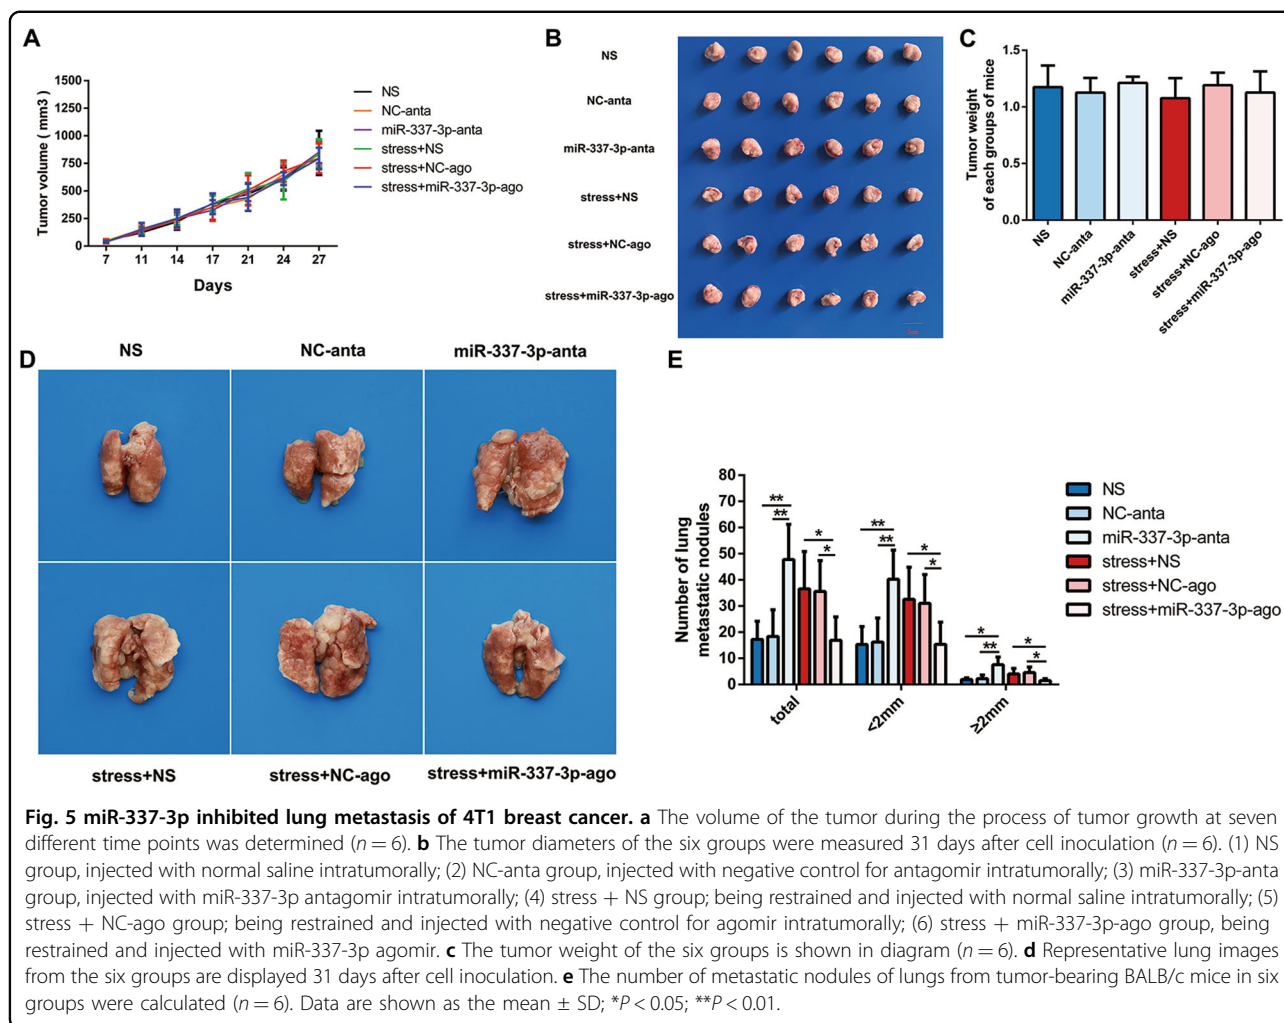 A
Tumor volume ( mm3 )
1500
1250
1000
750
500
250
0
7 11 14 17 21 24 27
Days
NS
NC-anta
miR-337-3p-anta
stress+NS
stress+NC-ago
stress+miR-337-3p-ago
B
NS
NC-anta
miR-337-3p-anta
stress+NS
stress+NC-ago
stress+miR-337-3p-ago
C
Tumor weight
of each groups of mice
1.5
1.0
0.5
0.0
NS
NC-anta
miR-337-3p-anta
stress+NS
stress+NC-ago
stress+miR-337-3p-ago
D
NS NC-anta miR-337-3p-anta
stress+NS stress+NC-ago stress+miR-337-3p-ago
E
Number of lung
metastatic nodules
80
70
60
50
40
30
20
10
0
** ** * *
** ** * *
* ** * *
total <2mm ≥2mm
NS
NC-anta
miR-337-3p-anta
stress+NS
stress+NC-ago
stress+miR-337-3p-ago
Fig. 5 miR-337-3p inhibited lung metastasis of 4T1 breast cancer. a The volume of the tumor during the process of tumor growth at seven
different time points was determined (n = 6). b The tumor diameters of the six groups were measured 31 days after cell inoculation (n = 6). (1) NS
group, injected with normal saline intratumorally; (2) NC-anta group, injected with negative control for antagomir intratumorally; (3) miR-337-3p-anta
group, injected with miR-337-3p antagomir intratumorally; (4) stress + NS group; being restrained and injected with normal saline intratumorally; (5)
stress + NC-ago group; being restrained and injected with negative control for agomir intratumorally; (6) stress + miR-337-3p-ago group, being
restrained and injected with miR-337-3p agomir. c The tumor weight of the six groups is shown in diagram (n = 6). d Representative lung images
from the six groups are displayed 31 days after cell inoculation. e The number of metastatic nodules of lungs from tumor-bearing BALB/c mice in six
groups were calculated (n = 6). Data are shown as the mean ± SD; *P < 0.05; **P < 0.01.